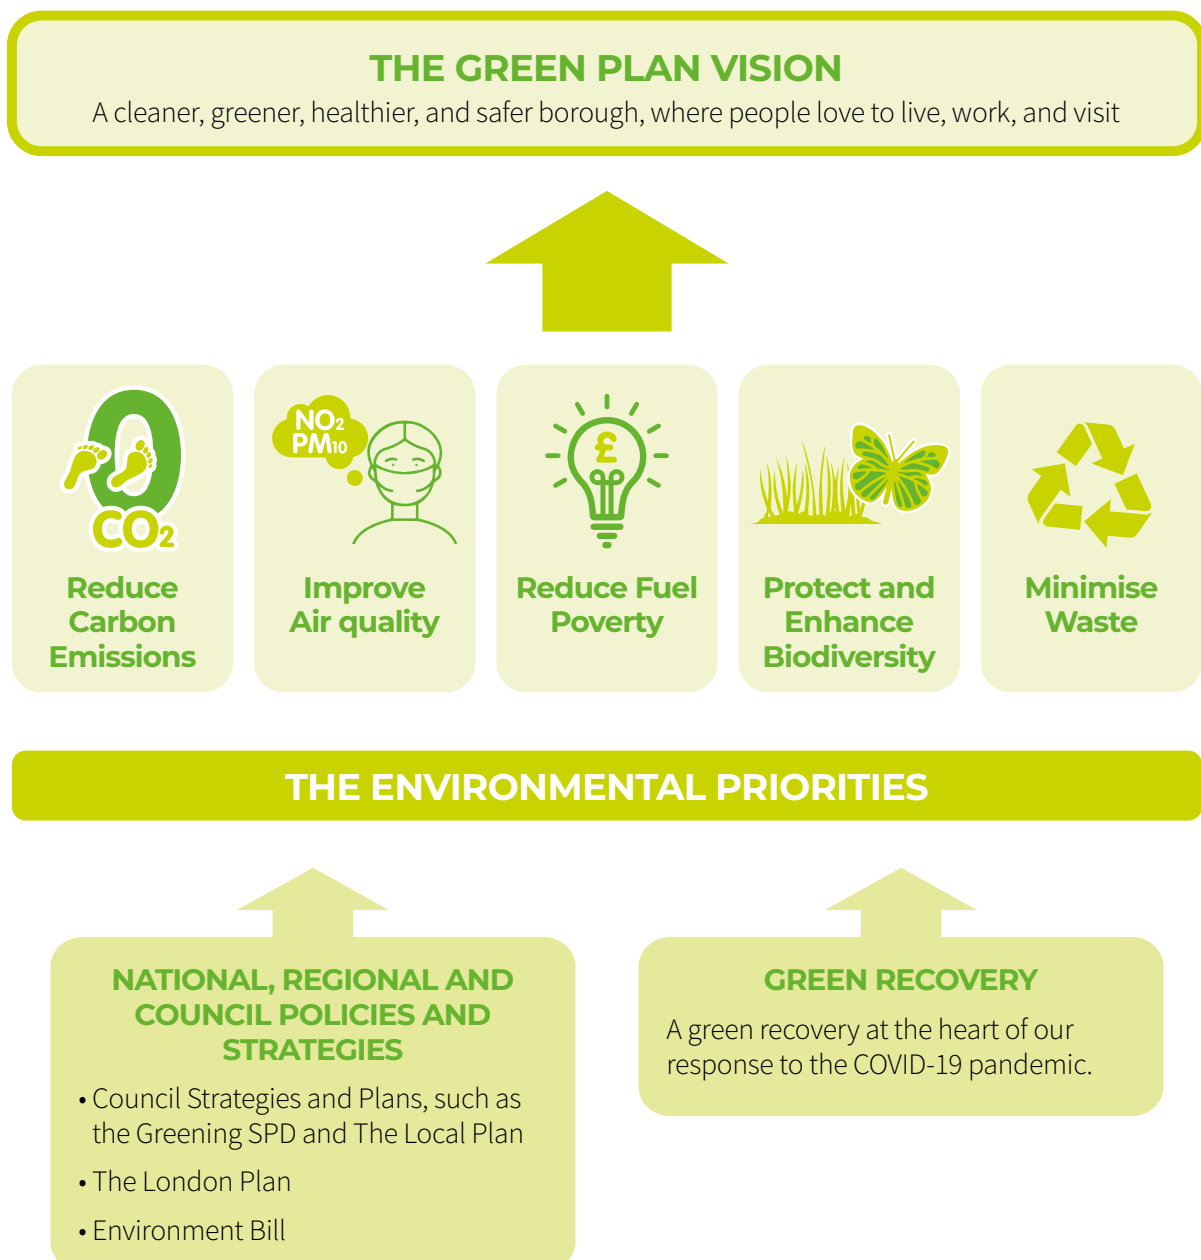 THE GREEN PLAN VISION
A cleaner, greener, healthier, and safer borough, where people love to live, work, and visit
NO₂
PM₁₀
£
0
CO₂
Reduce
Carbon
Emissions
Improve
Air quality
Reduce Fuel
Poverty
Protect and
Enhance
Biodiversity
Minimise
Waste
THE ENVIRONMENTAL PRIORITIES
NATIONAL, REGIONAL AND
COUNCIL POLICIES AND
STRATEGIES
• Council Strategies and Plans, such as
the Greening SPD and The Local Plan
• The London Plan
• Environment Bill
GREEN RECOVERY
A green recovery at the heart of our
response to the COVID-19 pandemic.